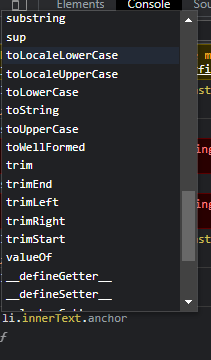 Elements
Console
Sou
substring
sup
toLocaleLowerCase
toLocaleUpperCase
toLowerCase
toString
toUpperCase
toWellFormed
trim
trimEnd
trimLeft
trimRight
trimStart
valueOf
__defineGetter__
__defineSetter__
li.innerText.anchor
f